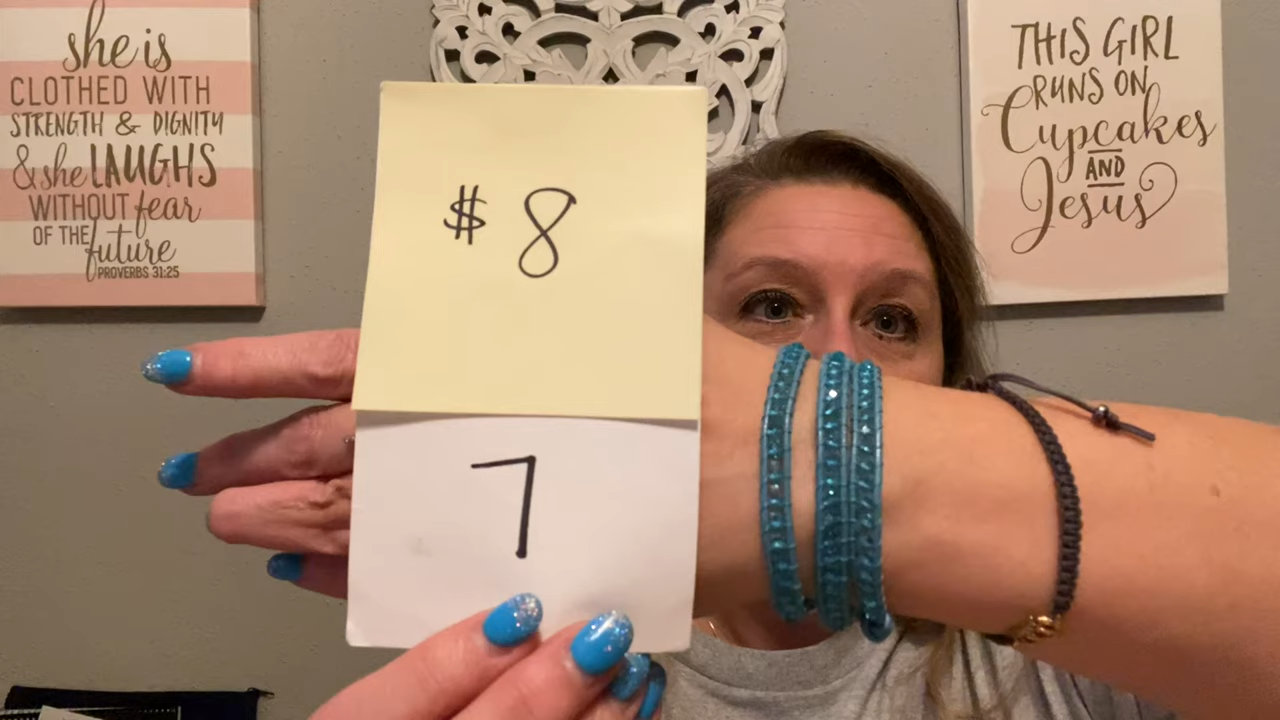 she is
CLOTHED WITH
STRENGTH & DIGNITY
& she LAUGHS
WITHOUT fear
OF THE future
PROVERBS 31:25
$8
7
THIS GIRL
RUNS ON
Cupcakes
AND
Jesus